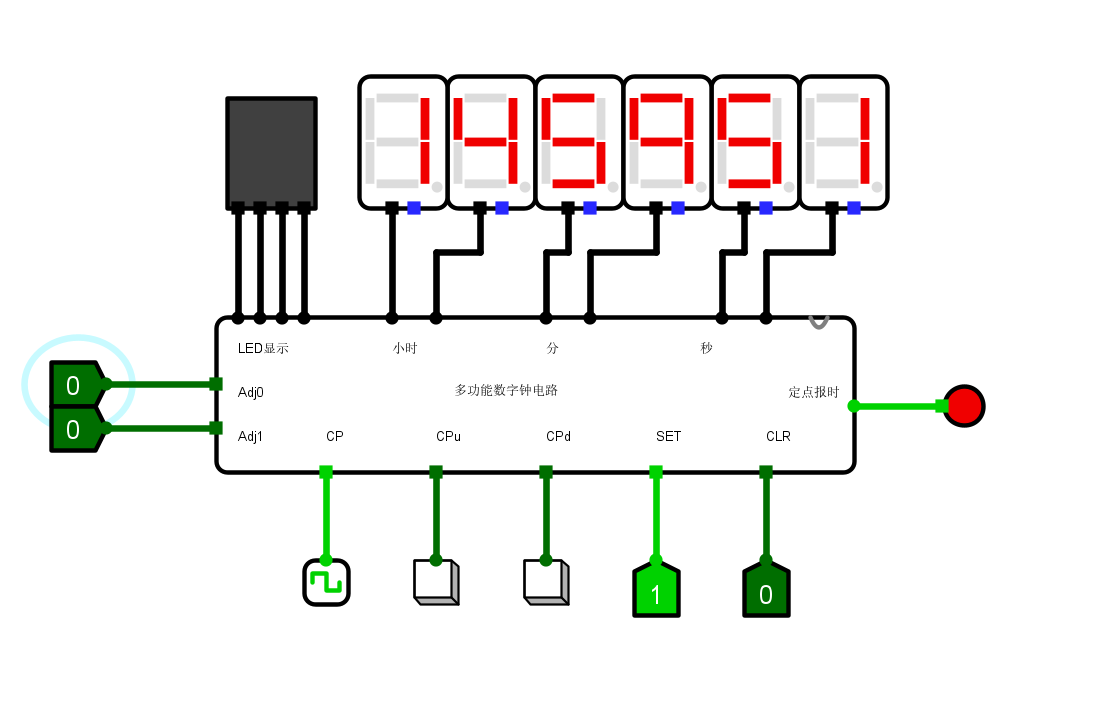 145951
LED显示
小时
分
秒
0
Adj0
多功能数字钟电路
定点报时
0
Adj1
CP
CPu
CPd
SET
CLR
1
0